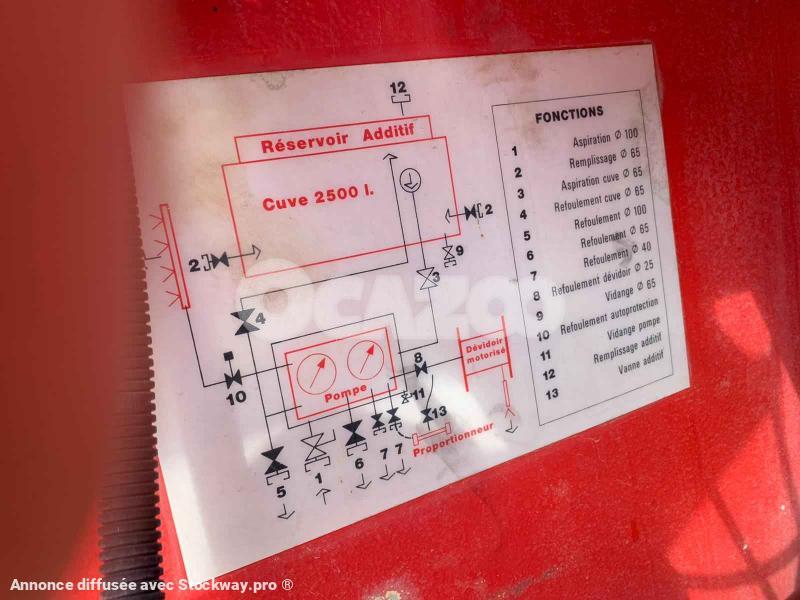 12
Réservoir Additif
Cuve 2500 l.
2
2
9
3
4
10
8
Dévidoir
motorisé
Pompe
11
13
Proportionneur
5
1
6
7
7
FONCTIONS
1 Aspiration Ø 100
2 Remplissage Ø 65
3 Aspiration cuve Ø 65
4 Refoulement cuve Ø 65
5 Refoulement Ø 100
6 Refoulement Ø 65
7 Refoulement Ø 40
8 Refoulement dévidoir Ø 25
9 Vidange Ø 65
10 Refoulement autoprotection
11 Vidange pompe
12 Remplissage additif
13 Vanne additif
OCAZOO
Annonce diffusée avec Stockway.pro ®